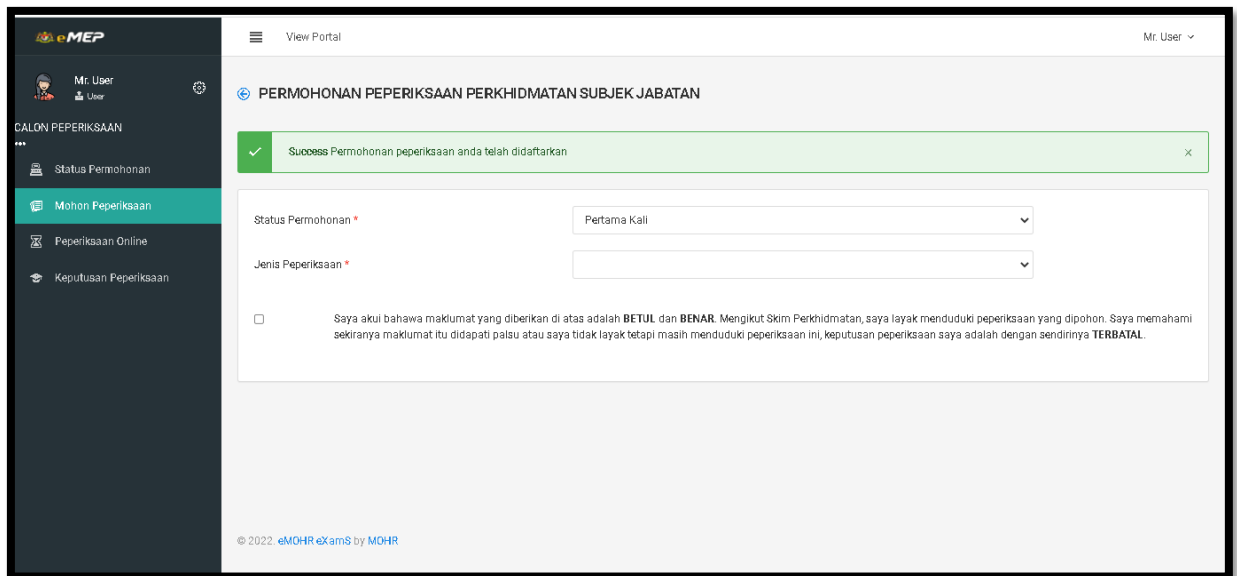 eMEP
View Portal
Mr. User
Mr. User
User
CALON PEPERIKSAAN
Status Permohonan
Mohon Peperiksaan
Peperiksaan Online
Keputusan Peperiksaan
PERMOHONAN PEPERIKSAAN PERKHIDMATAN SUBJEK JABATAN
Success Permohonan peperiksaan anda telah didaftarkan
Status Permohonan *
Pertama Kali
Jenis Peperiksaan *
Saya akui bahawa maklumat yang diberikan di atas adalah BETUL dan BENAR. Mengikut Skim Perkhidmatan, saya layak menduduki peperiksaan yang dipohon. Saya memahami
sekiranya maklumat itu didapati palsu atau saya tidak layak tetapi masih menduduki peperiksaan ini, keputusan peperiksaan saya adalah dengan sendirinya TERBATAL.
© 2022. eMOHR eXamS by MOHR